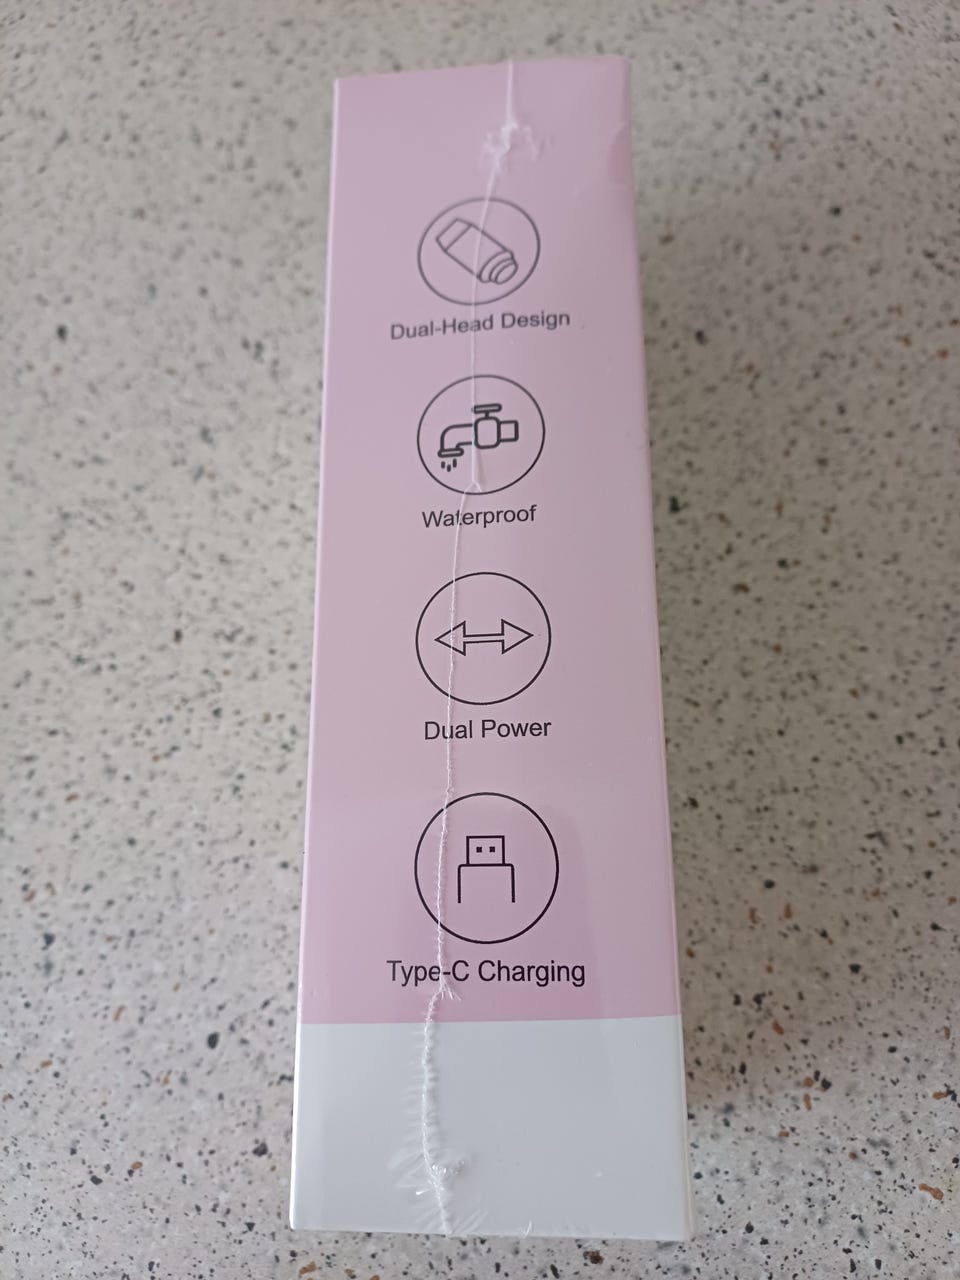 Dual-Head Design
Waterproof
Dual Power
Type-C Charging